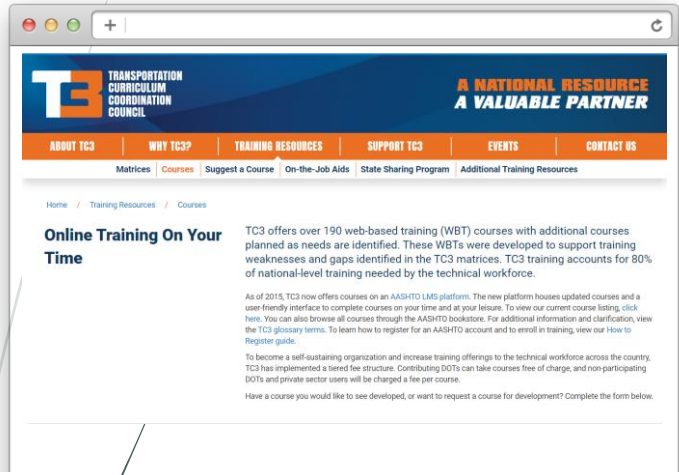 T3
TRANSPORTATION
CURRICULUM
COORDINATION
COUNCIL
A NATIONAL RESOURCE
A VALUABLE PARTNER
ABOUT TC3 WHY TC3? TRAINING RESOURCES SUPPORT TC3 EVENTS CONTACT US
Matrices Courses Suggest a Course On-the-Job Aids State Sharing Program Additional Training Resources
Home / Training Resources / Courses
Online Training On Your
Time
TC3 offers over 190 web-based training (WBT) courses with additional courses
planned as needs are identified. These WBTs were developed to support training
weaknesses and gaps identified in the TC3 matrices. TC3 training accounts for 80%
of national-level training needed by the technical workforce.
As of 2015, TC3 now offers courses on an AASHTO LMS platform. The new platform houses updated courses and a
user-friendly interface to complete courses on your time and at your leisure. To view our current course listing, click
here. You can also browse all courses through the AASHTO bookstore. For additional information and clarification, view
the TC3 glossary terms. To learn how to register for an AASHTO account and to enroll in training, view our How to
Register guide.
To become a self-sustaining organization and increase training offerings to the technical workforce across the country,
TC3 has implemented a tiered fee structure. Contributing DOTs can take courses free of charge, and non-participating
DOTs and private sector users will be charged a fee per course.
Have a course you would like to see developed, or want to request a course for development? Complete the form below.